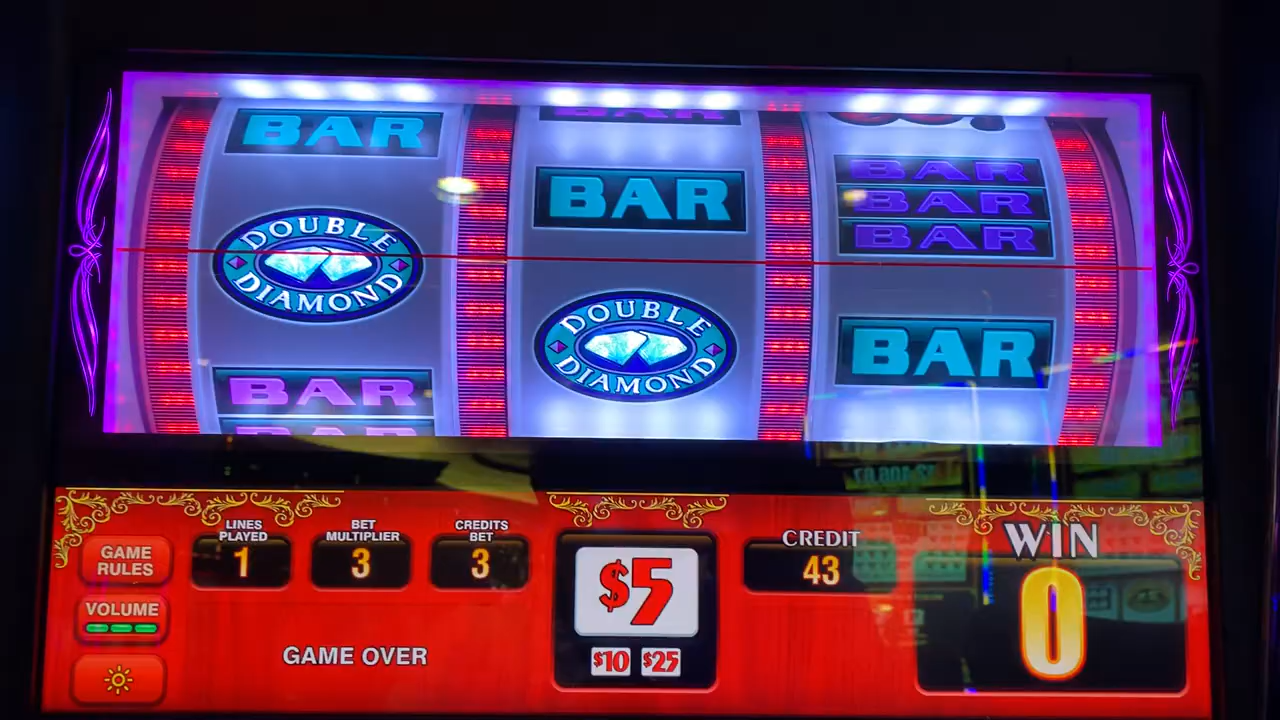 BAR
DOUBLE
DIAMOND
BAR
BAR
BAR
BAR
DOUBLE
DIAMOND
BAR
BAR
BAR
BAR
LINES
PLAYED
1
BET
MULTIPLIER
3
CREDITS
BET
3
GAME
RULES
VOLUME
GAME OVER
$5
$10 $25
CREDIT
43
WIN
0